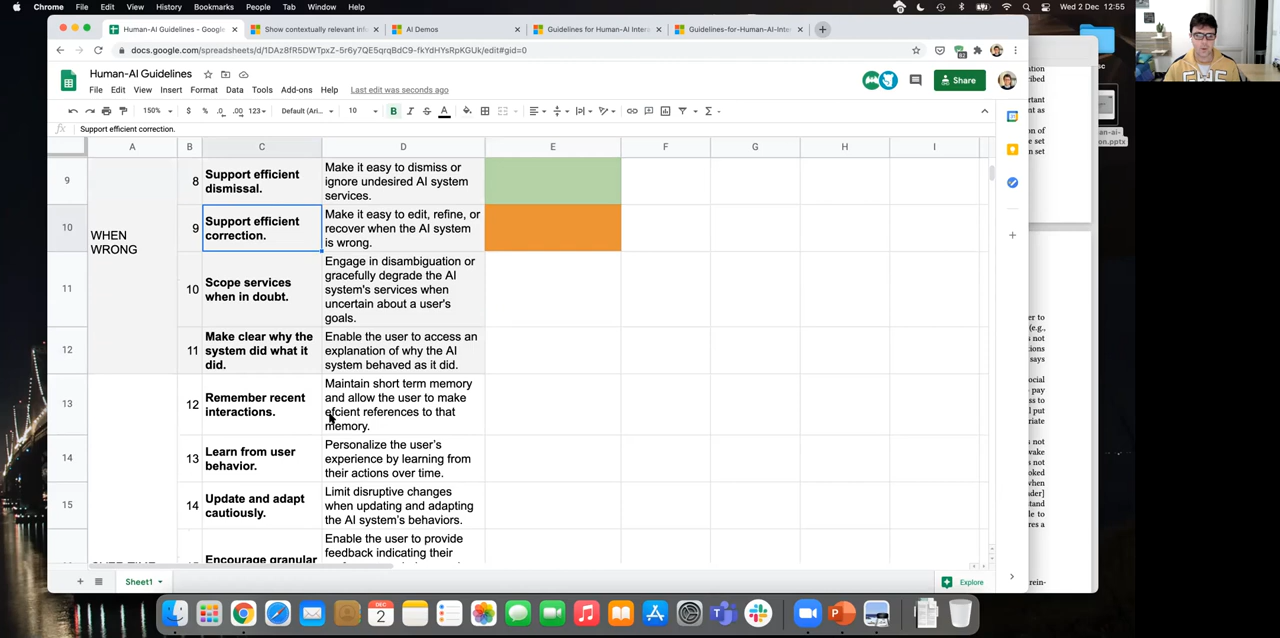 Chrome File Edit View History Bookmarks People Tab Window Help
Wed 2 Dec 12:55
Human-AI Guidelines - Google
Show contextually relevant inf
AI Demos
Guidelines for Human-AI Inter
Guidelines-for-Human-AI-Inte
docs.google.com/spreadsheets/d/1DAz8fR5DWTpxZ-5r6y7QE5qrqBdC9-fkYdHYsRpKGUk/edit#gid=0
Human-AI Guidelines
File Edit View Insert Format Data Tools Add-ons Help Last edit was seconds ago
Share
150% $ % .0 .00 123 Default (Ari... 10 B I S A
fx Support efficient correction.
A B C D E F G H I
9
8
Support efficient
dismissal.
Make it easy to dismiss or
ignore undesired AI system
services.
10
WHEN
WRONG
9
Support efficient
correction.
Make it easy to edit, refine, or
recover when the AI system
is wrong.
11
10
Scope services
when in doubt.
Engage in disambiguation or
gracefully degrade the AI
system's services when
uncertain about a user's
goals.
12
11
Make clear why the
system did what it
did.
Enable the user to access an
explanation of why the AI
system behaved as it did.
13
12
Remember recent
interactions.
Maintain short term memory
and allow the user to make
efcient references to that
memory.
14
13
Learn from user
behavior.
Personalize the user's
experience by learning from
their actions over time.
15
14
Update and adapt
cautiously.
Limit disruptive changes
when updating and adapting
the AI system's behaviors.
Encourage granular
Enable the user to provide
feedback indicating their
Sheet1
Explore
DEC
2